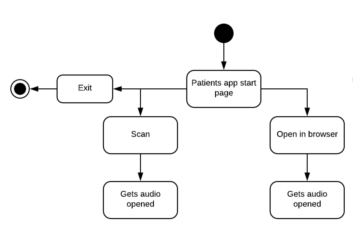 Patients app start
page
Exit
Scan
Open in browser
Gets audio
opened
Gets audio
opened